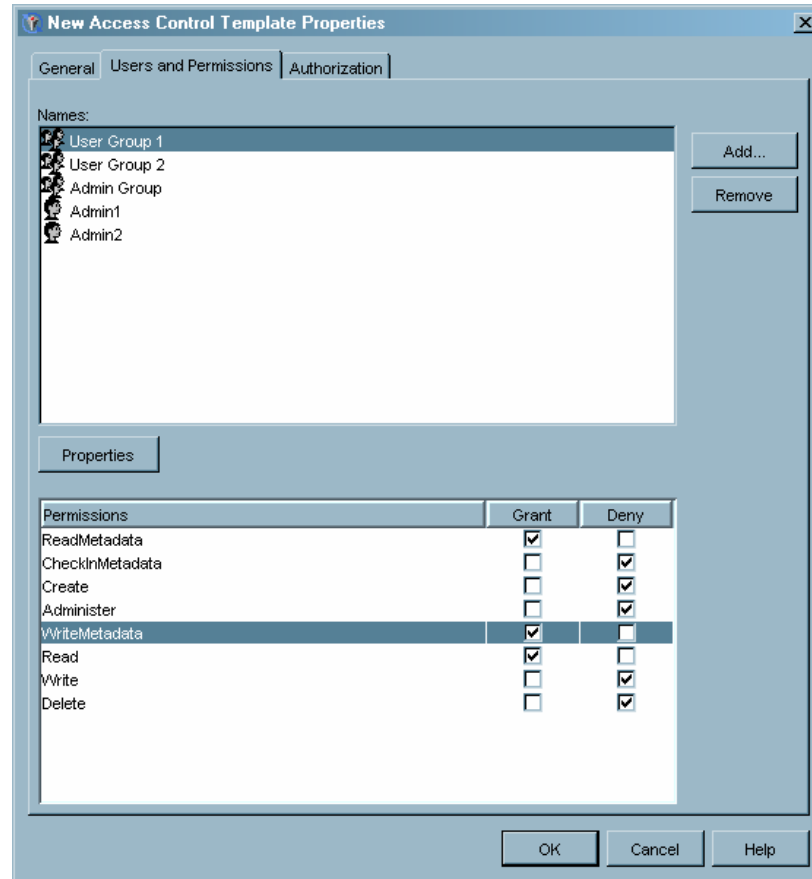 New Access Control Template Properties
General Users and Permissions Authorization
Names:
User Group 1
User Group 2
Admin Group
Admin1
Admin2
Add...
Remove
Properties
Permissions Grant Deny
ReadMetadata
CheckInMetadata
Create
Administer
WriteMetadata
Read
Write
Delete
OK Cancel Help